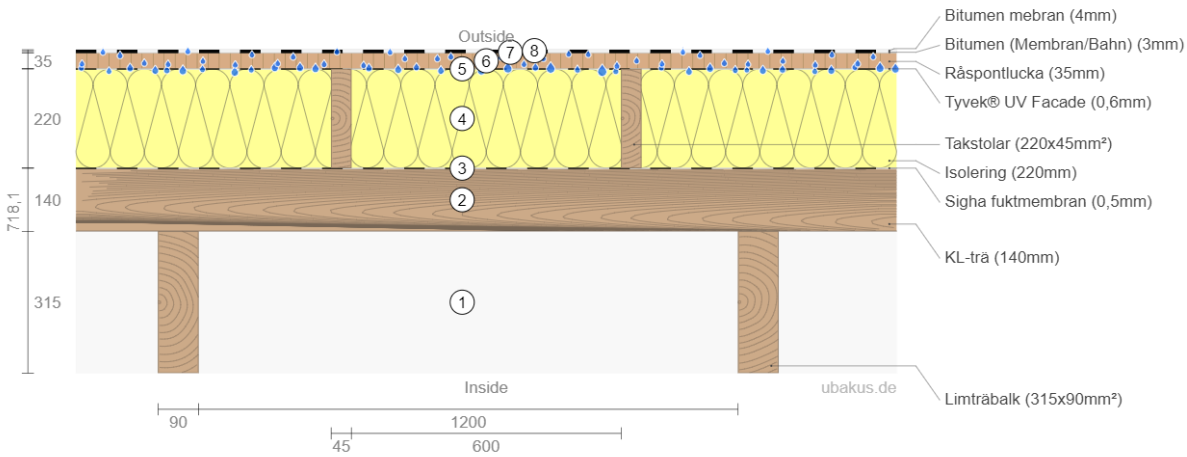 Outside
Bitumen mebran (4mm)
Bitumen (Membran/Bahn) (3mm)
Råspontlucka (35mm)
Tyvek® UV Facade (0,6mm)
Takstolar (220x45mm²)
Isolering (220mm)
Sigha fuktmembran (0,5mm)
KL-trä (140mm)
Limträbalk (315x90mm²)
35
220
140
315
718,1
8
7
6
5
4
3
2
1
Inside
ubakus.de
90
1200
45
600